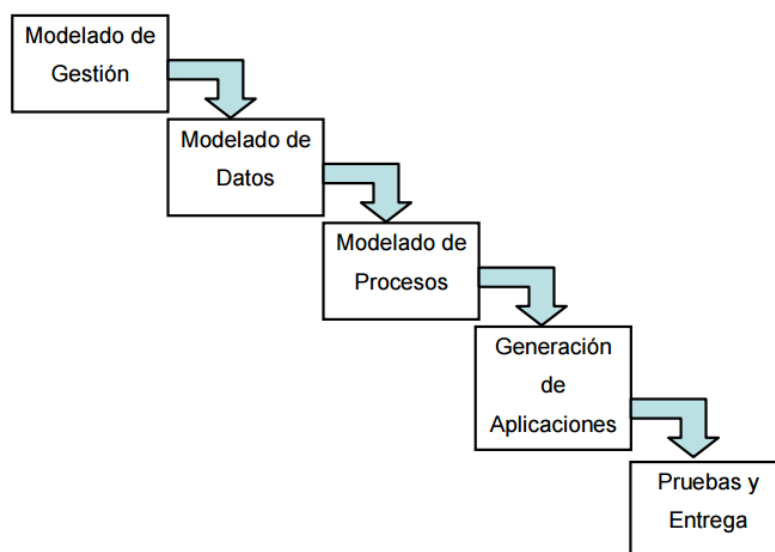 Modelado de
Gestión
Modelado de
Datos
Modelado de
Procesos
Generación
de
Aplicaciones
Pruebas y
Entrega